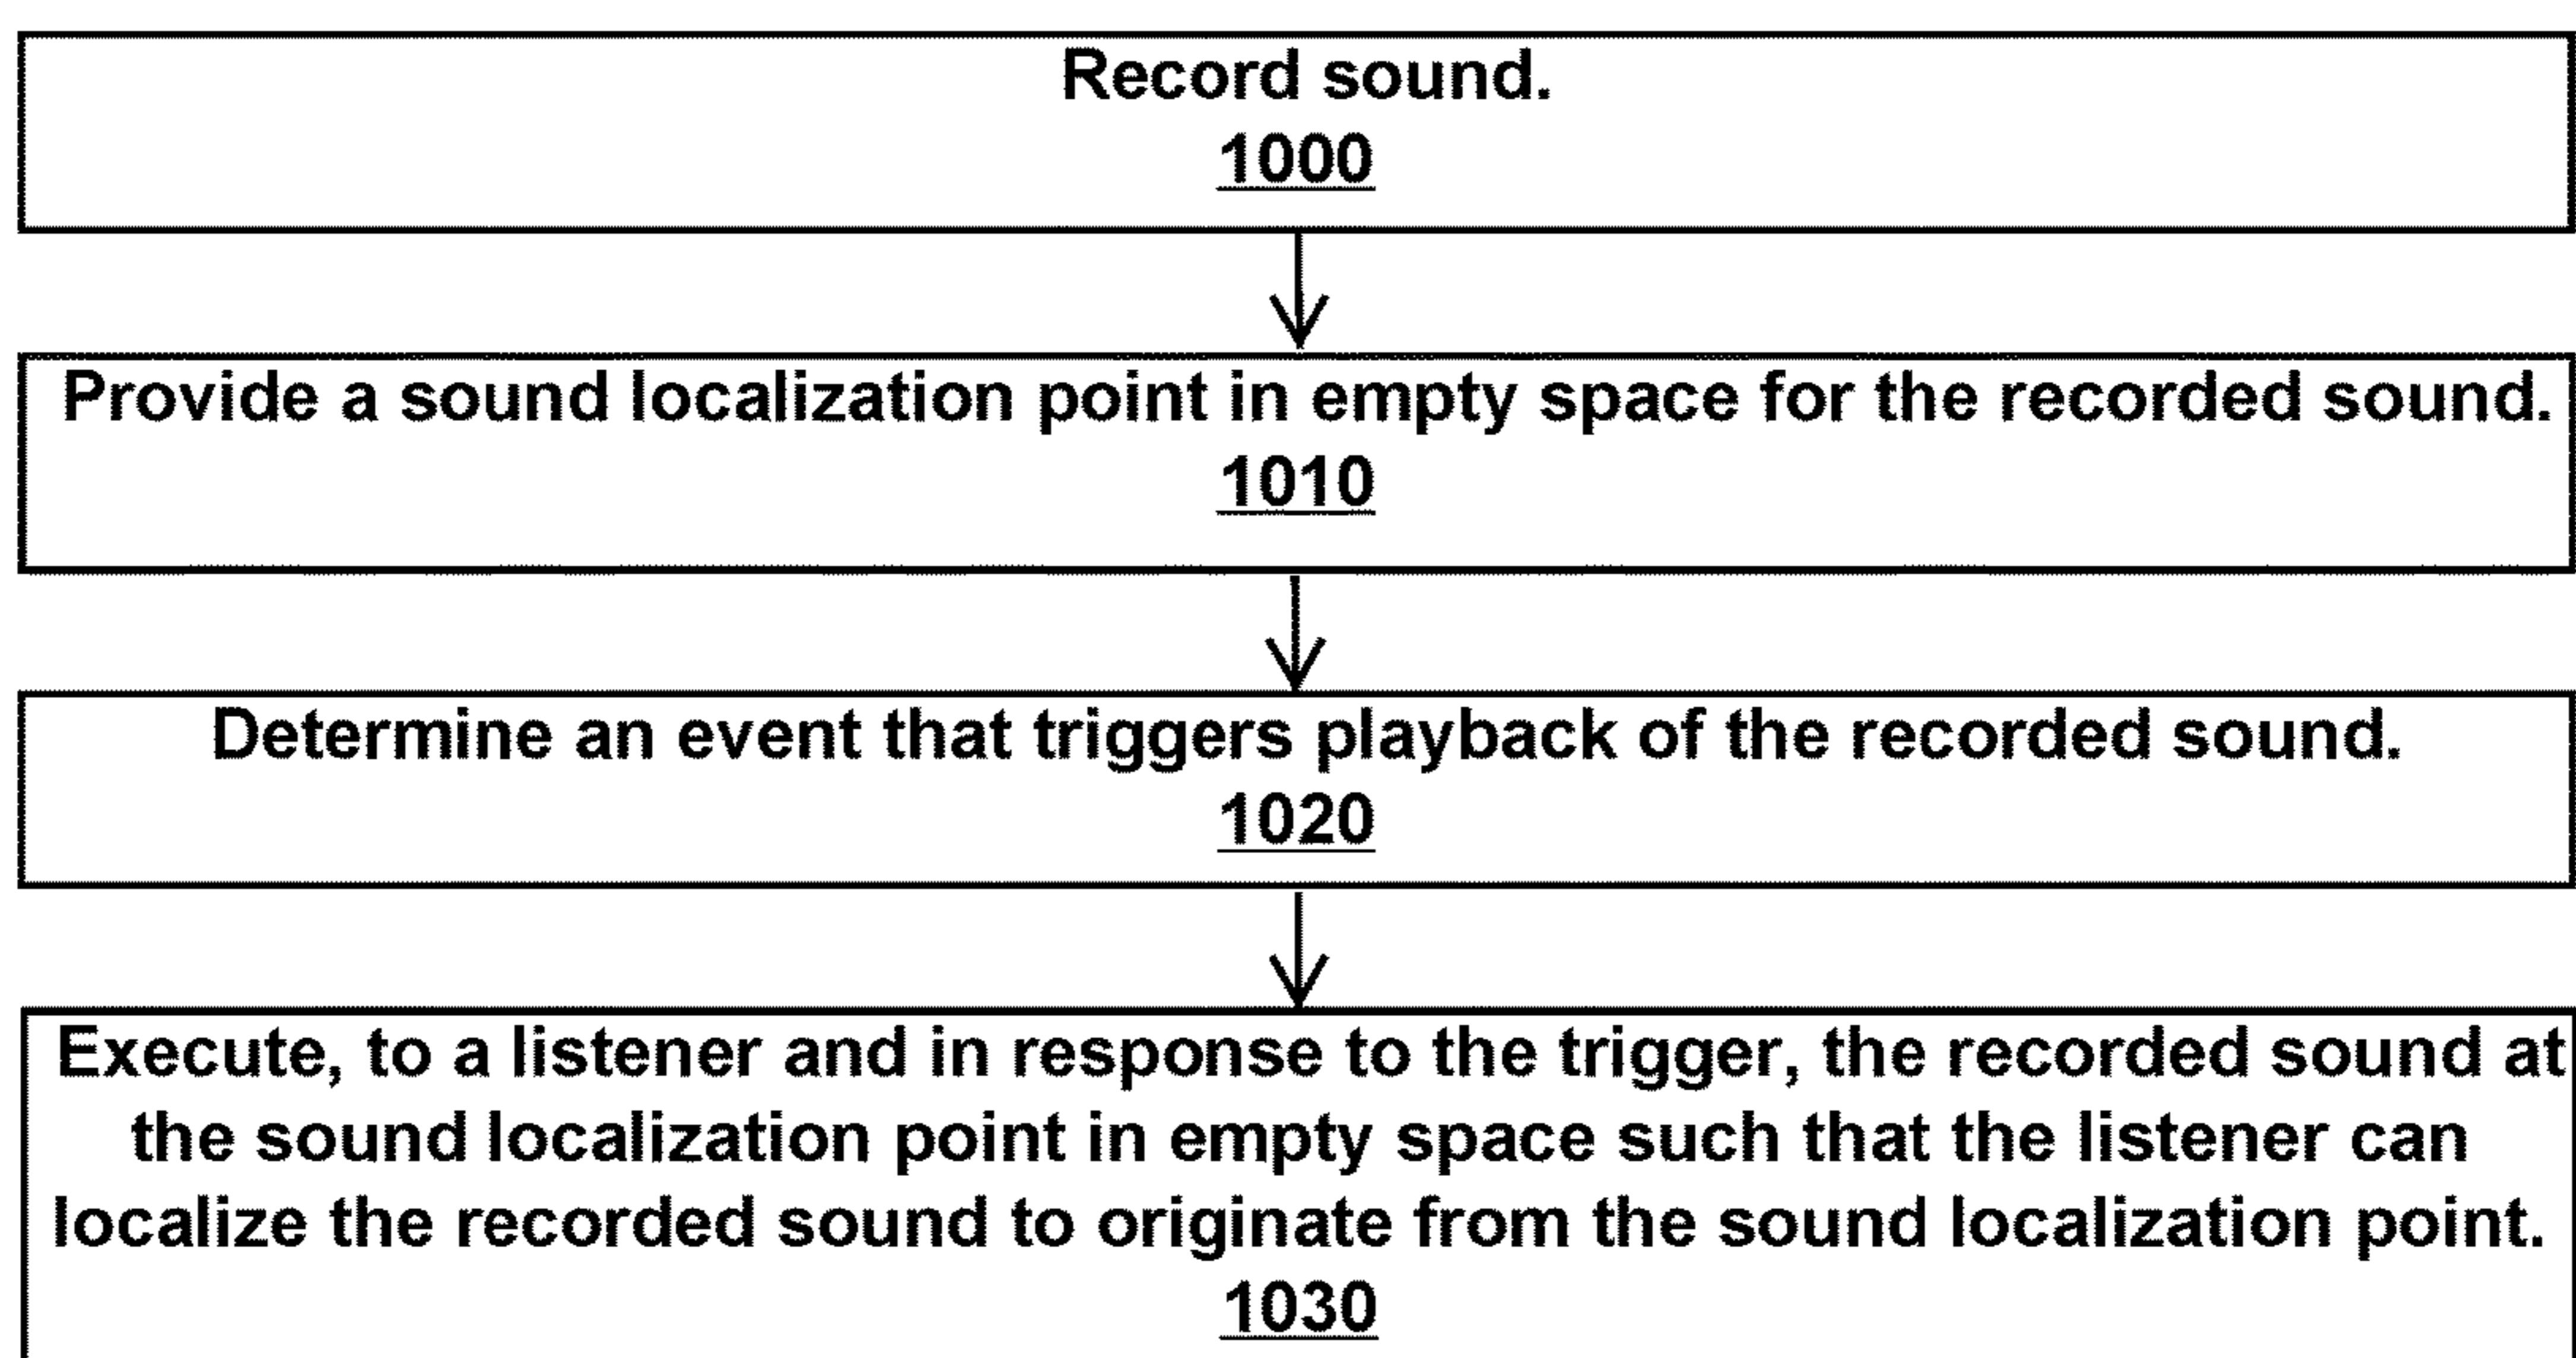 Record sound.
1000
Provide a sound localization point in empty space for the recorded sound.
1010
Determine an event that triggers playback of the recorded sound.
1020
Execute, to a listener and in response to the trigger, the recorded sound at
the sound localization point in empty space such that the listener can
localize the recorded sound to originate from the sound localization point.
1030